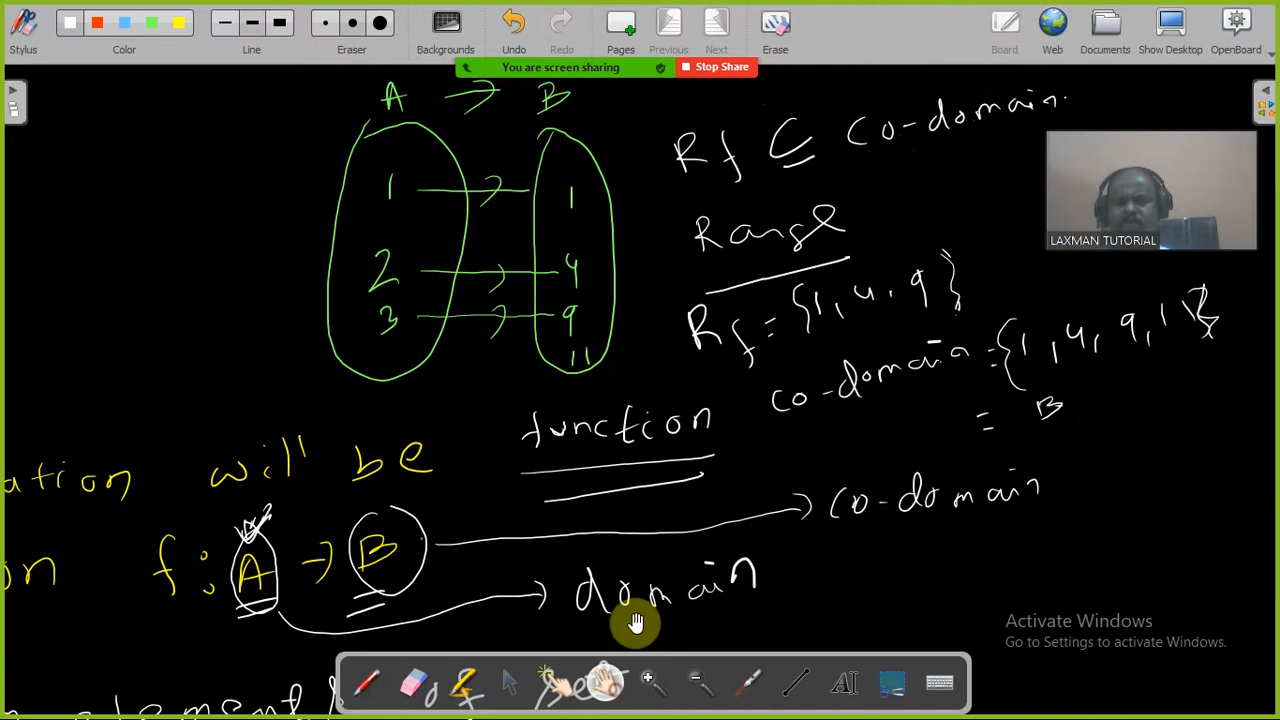 Stylus
Color
Line
Eraser
Backgrounds
Undo
Redo
Pages
Previous
Next
Erase
Board
Web
Documents
Show Desktop
OpenBoard
You are screen sharing
Stop Share
A → B
1 → 1
2 → 4
3 → 9
11
Rf ⊆ co-domain
Range
Rf = {1, 4, 9}
co-domain = {1, 4, 9, 11}
= B
LAXMAN TUTORIAL
function
ation will be
on f: A → B
co-domain
domain
of set
Activate Windows
Go to Settings to activate Windows.